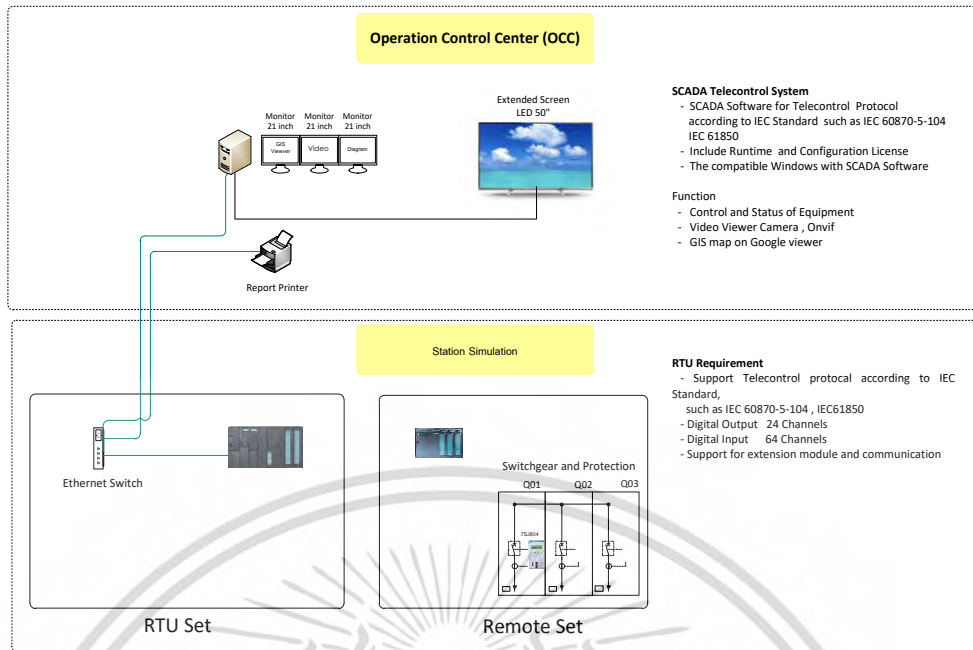 Operation Control Center (OCC)
Monitor
21 inch
Monitor
21 inch
Monitor
21 inch
GIS
Viewver
Video
Diagram
Extended Screen
LED 50"
Report Printer
SCADA Telecontrol System
- SCADA Software for Telecontrol Protocol
according to IEC Standard such as IEC 60870-5-104
IEC 61850
- Include Runtime and Configuration License
- The compatible Windows with SCADA Software
Function
- Control and Status of Equipment
- Video Viewer Camera , Onvif
- GIS map on Google viewer
Station Simulation
Ethernet Switch
RTU Set
Switchgear and Protection
Q01 Q02 Q03
7SJ804
Remote Set
RTU Requirement
- Support Telecontrol protocal according to IEC
Standard,
such as IEC 60870-5-104 , IEC61850
- Digital Output 24 Channels
- Digital Input 64 Channels
- Support for extension module and communication